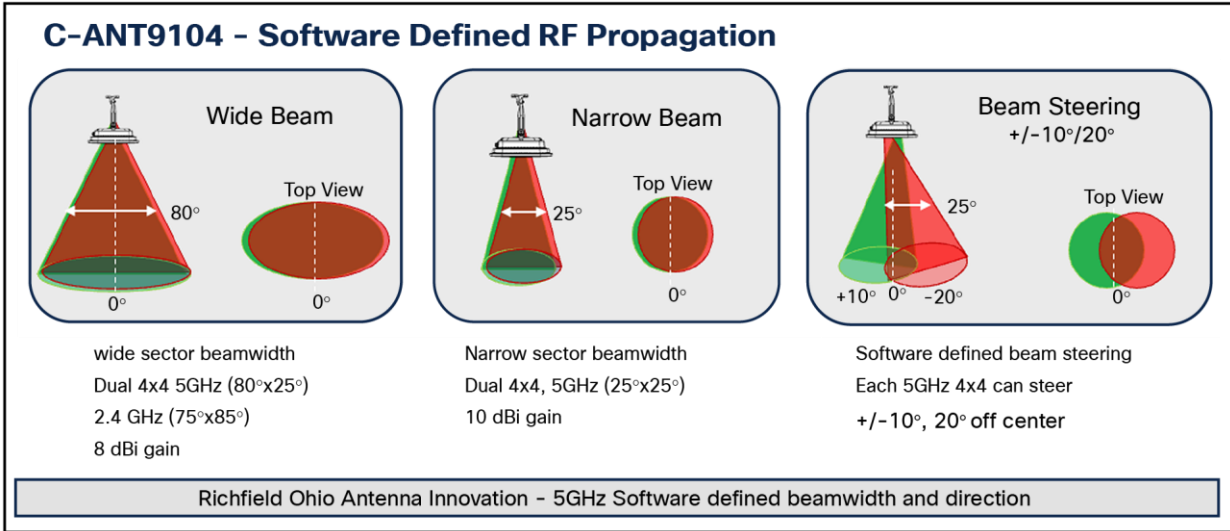 C-ANT9104 - Software Defined RF Propagation
Wide Beam
Top View
80°
0°
0°
Narrow Beam
Top View
25°
0°
0°
Beam Steering
+/-10°/20°
Top View
25°
+10°
0°
-20°
0°
wide sector beamwidth
Dual 4x4 5GHz (80°x25°)
2.4 GHz (75°x85°)
8 dBi gain
Narrow sector beamwidth
Dual 4x4, 5GHz (25°x25°)
10 dBi gain
Software defined beam steering
Each 5GHz 4x4 can steer
+/-10°, 20° off center
Richfield Ohio Antenna Innovation - 5GHz Software defined beamwidth and direction